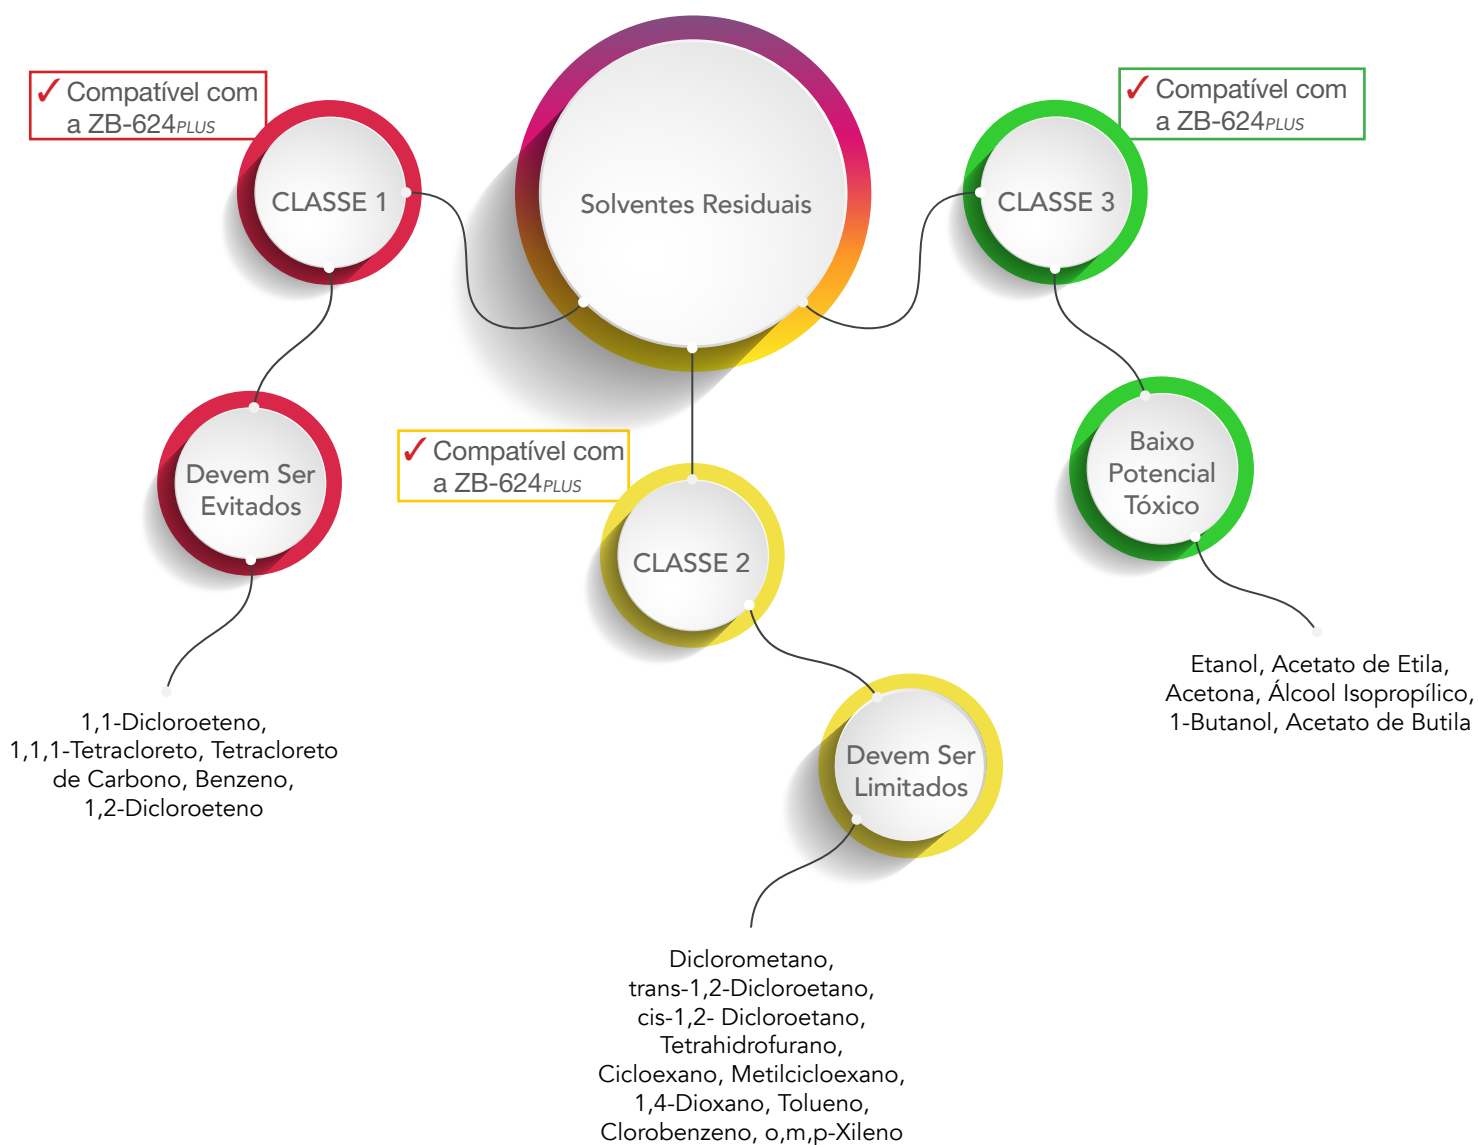 Solventes Residuais
✓ Compatível com
a ZB-624PLUS
CLASSE 1
Devem Ser
Evitados
1,1-Dicloroeteno,
1,1,1-Tetracloreto, Tetracloreto
de Carbono, Benzeno,
1,2-Dicloroeteno
✓ Compatível com
a ZB-624PLUS
CLASSE 2
Devem Ser
Limitados
Diclorometano,
trans-1,2-Dicloroetano,
cis-1,2- Dicloroetano,
Tetrahidrofurano,
Cicloexano, Metilcicloexano,
1,4-Dioxano, Tolueno,
Clorobenzeno, o,m,p-Xileno
✓ Compatível com
a ZB-624PLUS
CLASSE 3
Baixo
Potencial
Tóxico
Etanol, Acetato de Etila,
Acetona, Álcool Isopropílico,
1-Butanol, Acetato de Butila